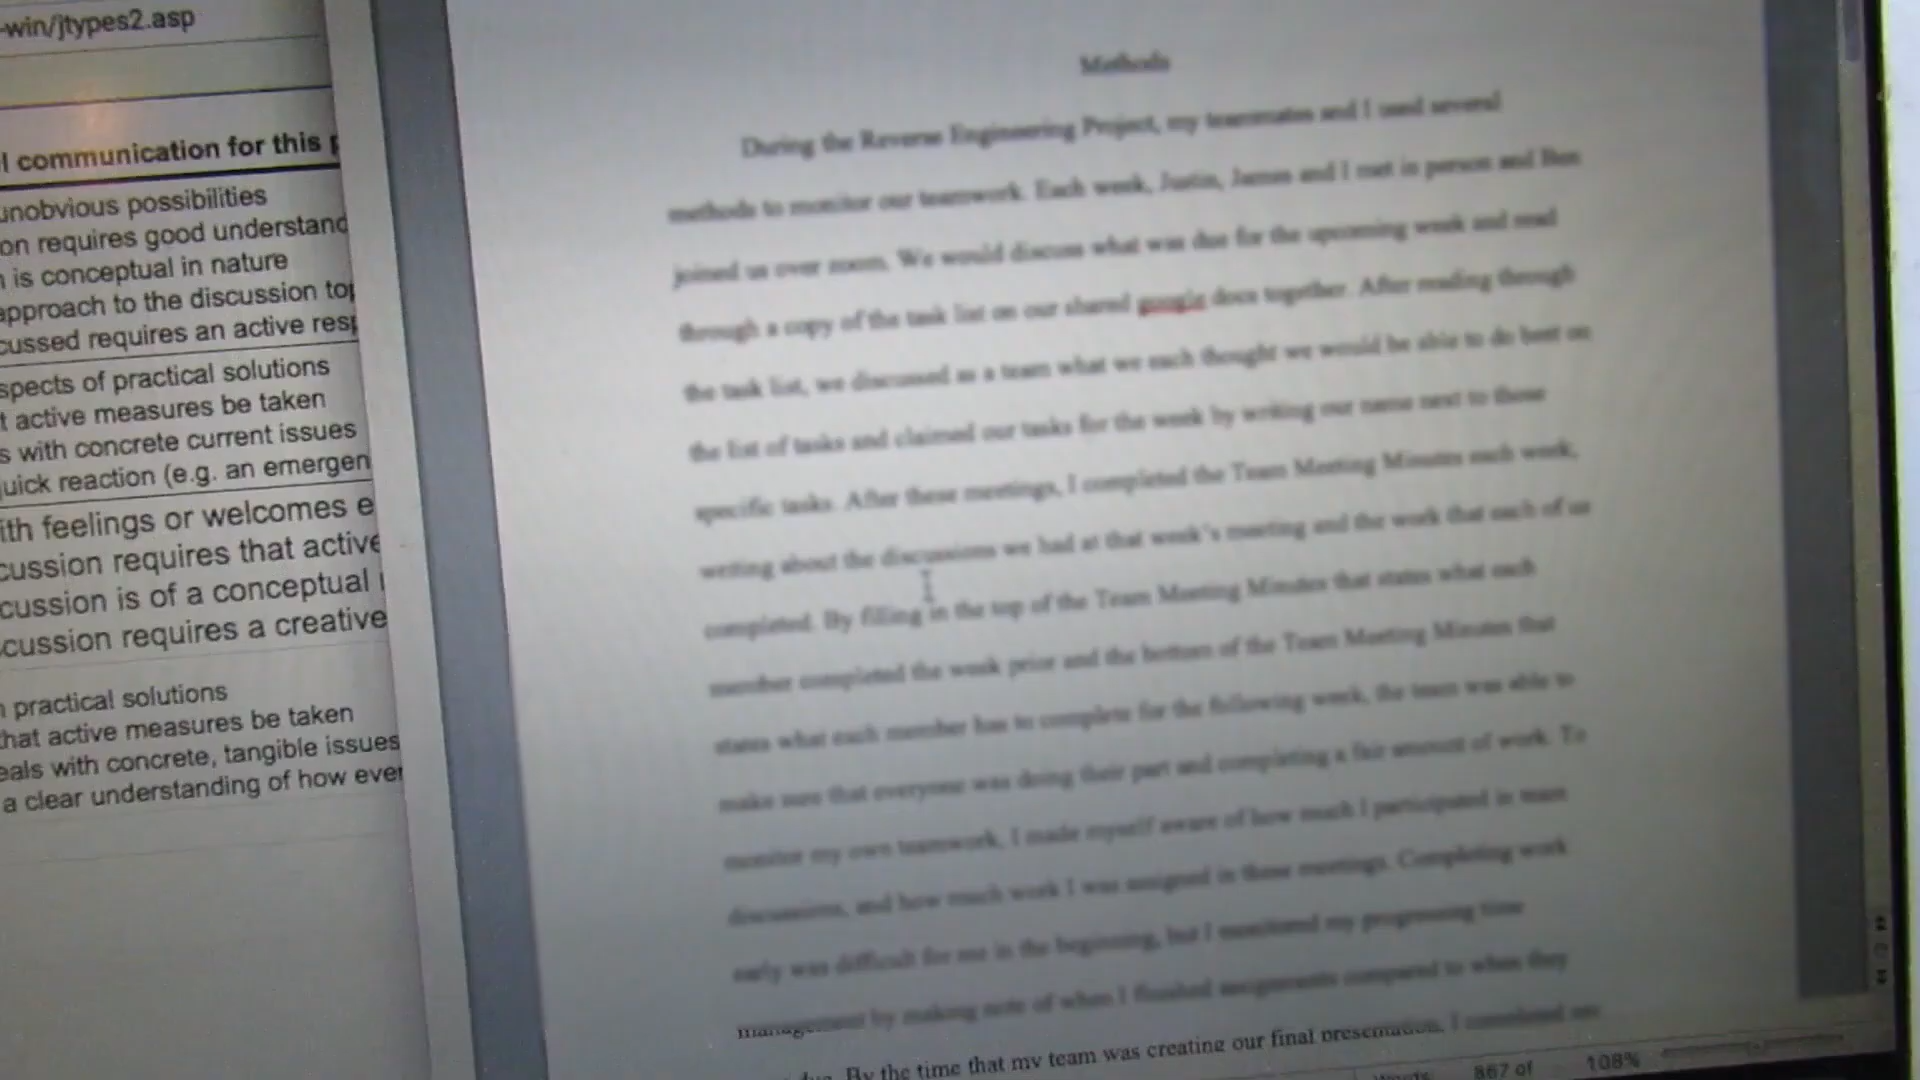 -win/jtypes2.asp
l communication for this p
unobvious possibilities
on requires good understand
n is conceptual in nature
approach to the discussion top
cussed requires an active resp
spects of practical solutions
t active measures be taken
s with concrete current issues
uick reaction (e.g. an emergen
ith feelings or welcomes e
cussion requires that active
cussion is of a conceptual
cussion requires a creative
n practical solutions
that active measures be taken
eals with concrete, tangible issues
a clear understanding of how ever
Methods
During the Reverse Engineering Project, my teammates and I used several
methods to monitor our teamwork. Each week, Justin, James and I met in person and Ben
joined us over zoom. We would discuss what was due for the upcoming week and read
through a copy of the task list on our shared google docs together. After reading through
the task list, we discussed as a team what we each thought we would be able to do best on
the list of tasks and claimed our tasks for the week by writing our name next to those
specific tasks. After these meetings, I completed the Team Meeting Minutes each week,
writing about the discussions we had at that week's meeting and the work that each of us
completed. By filling in the top of the Team Meeting Minutes that states what each
member completed the week prior and the bottom of the Team Meeting Minutes that
states what each member has to complete for the following week, the team was able to
make sure that everyone was doing their part and completing a fair amount of work. To
monitor my own teamwork, I made myself aware of how much I participated in team
discussions, and how much work I was assigned in these meetings. Completing work
early was difficult for me in the beginning, but I monitored my progressing time
management by making note of when I finished assignments compared to when they
due. By the time that my team was creating our final presentation, I completed my
Words: 867 of 108%